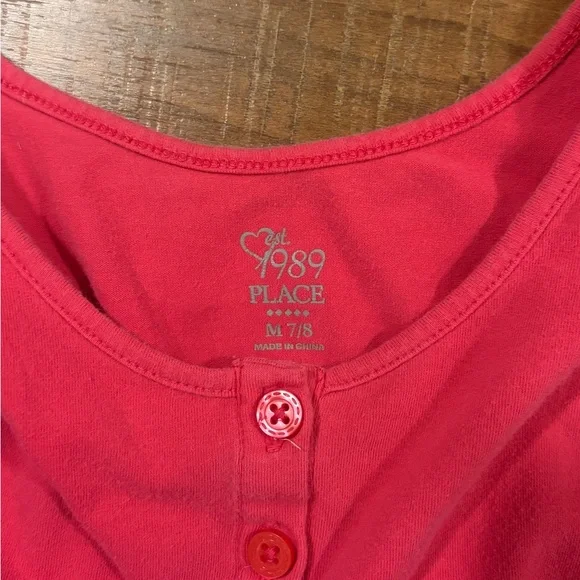 est.
1989
PLACE
M 7/8
MADE IN CHINA